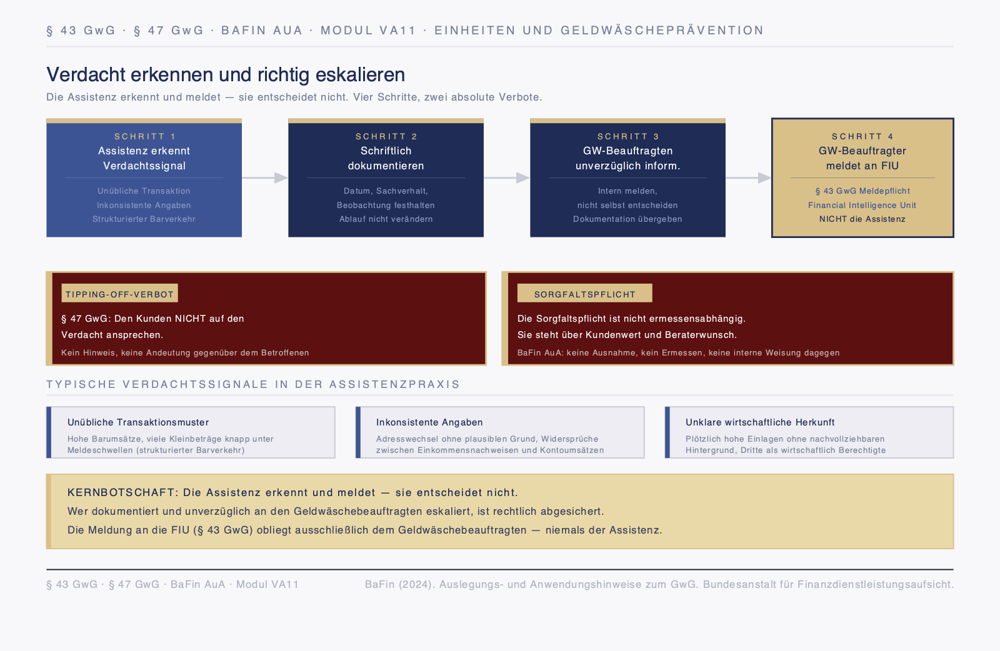 § 43 GwG · § 47 GwG · BAFIN AUA · MODUL VA11 · EINHEITEN UND GELDWÄSCHEPRÄVENTION
Verdacht erkennen und richtig eskalieren
Die Assistenz erkennt und meldet — sie entscheidet nicht. Vier Schritte, zwei absolute Verbote.
SCHRITT 1
Assistenz erkennt
Verdachtssignal
Unübliche Transaktion
Inkonsistente Angaben
Strukturierter Barverkehr
SCHRITT 2
Schriftlich
dokumentieren
Datum, Sachverhalt,
Beobachtung festhalten
Ablauf nicht verändern
SCHRITT 3
GW-Beauftragten
unverzüglich inform.
Intern melden,
nicht selbst entscheiden
Dokumentation übergeben
SCHRITT 4
GW-Beauftragter
meldet an FIU
§ 43 GwG Meldepflicht
Financial Intelligence Unit
NICHT die Assistenz
TIPPING-OFF-VERBOT
§ 47 GwG: Den Kunden NICHT auf den
Verdacht ansprechen.
Kein Hinweis, keine Andeutung gegenüber dem Betroffenen
SORGFALTSPFLICHT
Die Sorgfaltspflicht ist nicht ermessensabhängig.
Sie steht über Kundenwert und Beraterwunsch.
BaFin AuA: keine Ausnahme, kein Ermessen, keine interne Weisung dagegen
TYPISCHE VERDACHTSSIGNALE IN DER ASSISTENZPRAXIS
Unübliche Transaktionsmuster
Hohe Barumsätze, viele Kleinbeträge knapp unter
Meldeschwellen (strukturierter Barverkehr)
Inkonsistente Angaben
Adresswechsel ohne plausiblen Grund, Widersprüche
zwischen Einkommensnachweisen und Kontoumsätzen
Unklare wirtschaftliche Herkunft
Plötzlich hohe Einlagen ohne nachvollziehbaren
Hintergrund, Dritte als wirtschaftlich Berechtigte
KERNBOTSCHAFT: Die Assistenz erkennt und meldet — sie entscheidet nicht.
Wer dokumentiert und unverzüglich an den Geldwäschebeauftragten eskaliert, ist rechtlich abgesichert.
Die Meldung an die FIU (§ 43 GwG) obliegt ausschließlich dem Geldwäschebeauftragten — niemals der Assistenz.
§ 43 GwG · § 47 GwG · BaFin AuA · Modul VA11
BaFin (2024). Auslegungs- und Anwendungshinweise zum GwG. Bundesanstalt für Finanzdienstleistungsaufsicht.